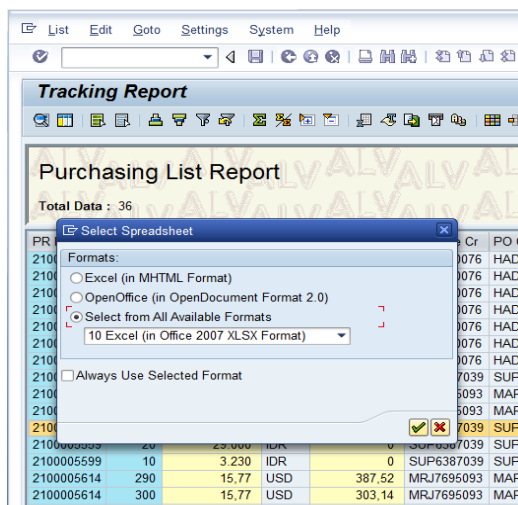 List Edit Goto Settings System Help
Tracking Report
Purchasing List Report
Total Data : 36
Select Spreadsheet
Formats:
Excel (in MHTML Format)
OpenOffice (in OpenDocument Format 2.0)
Select from All Available Formats
10 Excel (in Office 2007 XLSX Format)
Always Use Selected Format
PR Cr PO
2100 0076 HAD
2100 0076 HAD
2100 0076 HAD
2100 0076 HAD
2100 0076 HAD
2100 0076 HAD
2100 0076 HAD
2100 7039 SUP
2100 5093 MAR
2100 5093 MAR
2100 7039 SUP
2100005599 20 29.000 IDR 0 SUP6387039 SUP
2100005599 10 3.230 IDR 0 SUP6387039 SUP
2100005614 290 15,77 USD 387,52 MRJ7695093 MAR
2100005614 300 15,77 USD 303,14 MRJ7695093 MAR